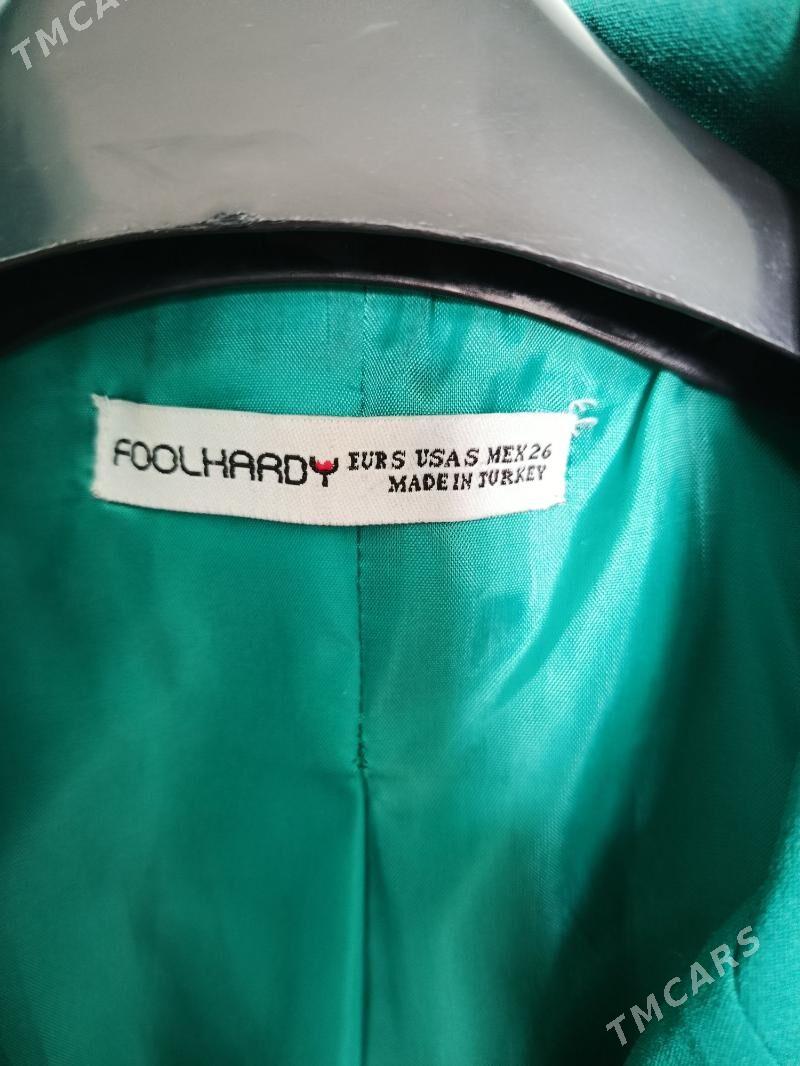 TMCARS
FOOLHARDY EUR S USA S MEX 26
MADE IN TURKEY
TMCARS